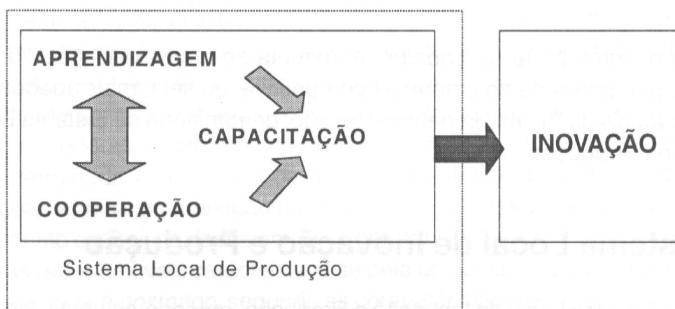 APRENDIZAGEM
CAPACITAÇÃO
INOVAÇÃO
COOPERAÇÃO
Sistema Local de Produção